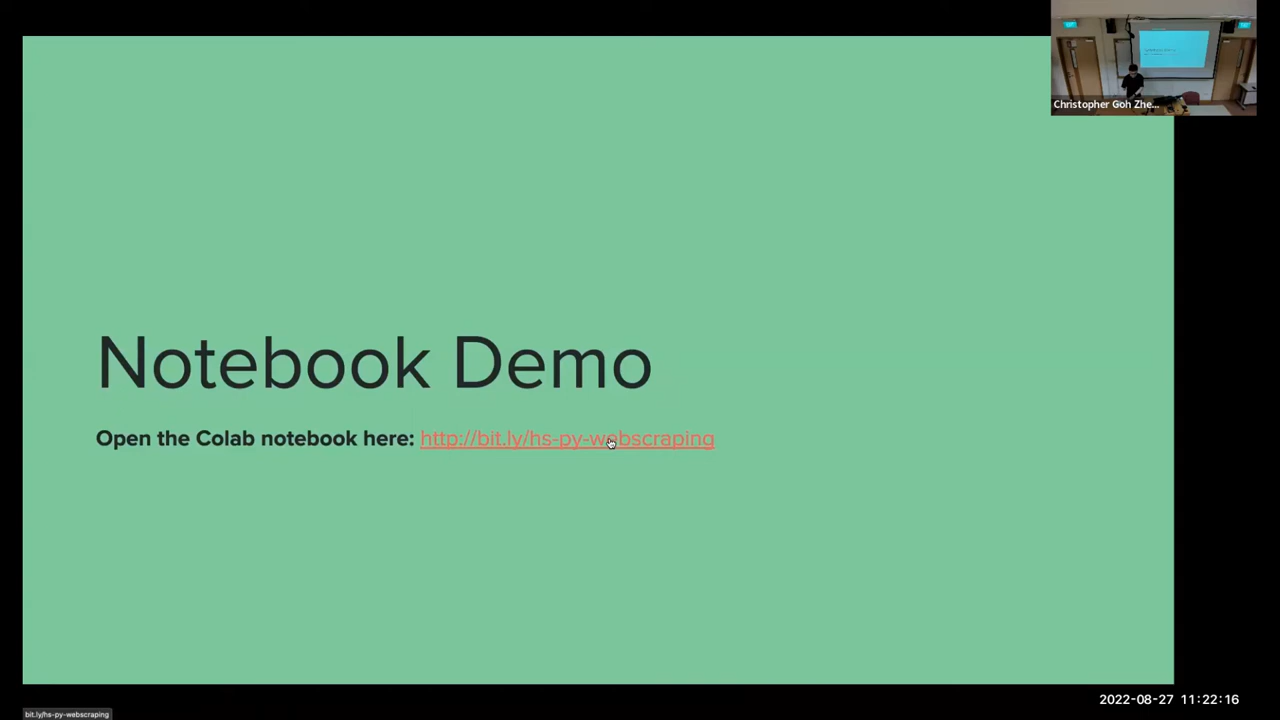 Christopher Goh Zhe...
Notebook Demo
Open the Colab notebook here: http://bit.ly/hs-py-webscraping
2022-08-27 11:22:16
bit.ly/hs-py-webscraping